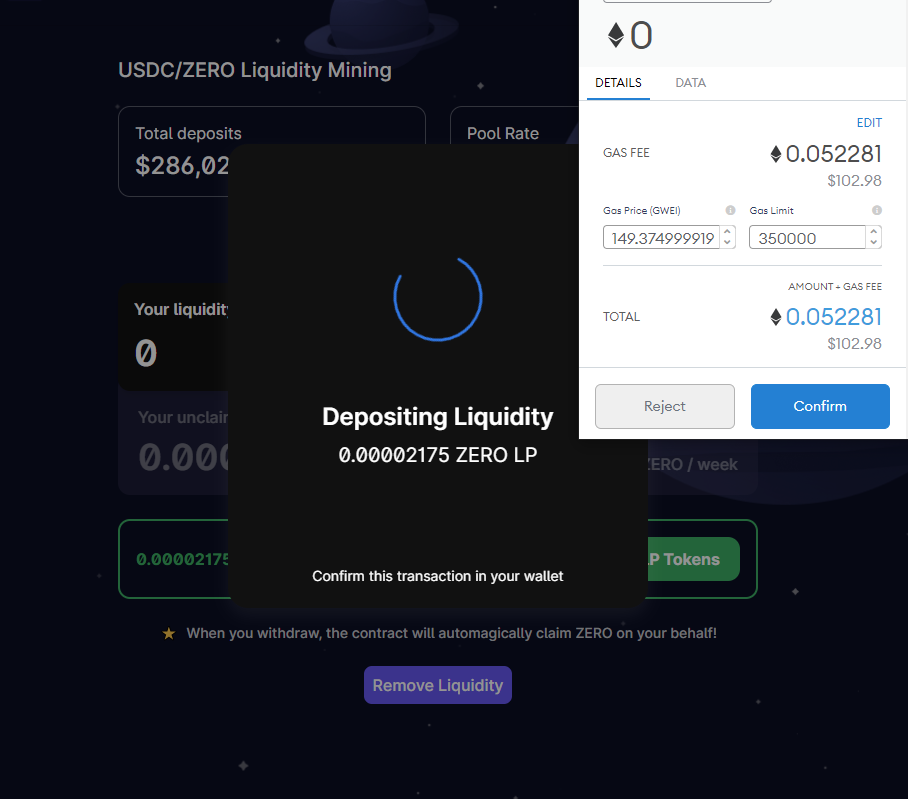 USDC/ZERO Liquidity Mining
Total deposits
$286,02
Pool Rate
Your liquidity
0
Your unclaim
0.000
ZERO / week
0.00002175
LP Tokens
Depositing Liquidity
0.00002175 ZERO LP
Confirm this transaction in your wallet
When you withdraw, the contract will automagically claim ZERO on your behalf!
Remove Liquidity
0
DETAILS DATA
EDIT
GAS FEE 0.052281
$102.98
Gas Price (GWEI) Gas Limit
149.374999919 350000
AMOUNT + GAS FEE
TOTAL 0.052281
$102.98
Reject Confirm